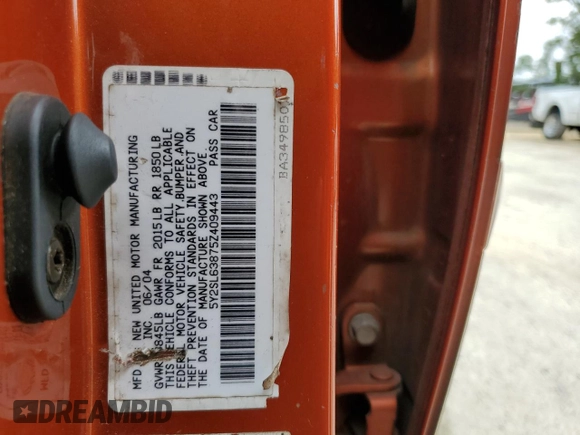 MFD. BY NEW UNITED MOTOR MANUFACTURING
INC 06/04
GVWR 3845LB GAWR FR 2015LB RR 1850LB
THIS VEHICLE CONFORMS TO ALL APPLICABLE
FEDERAL MOTOR VEHICLE SAFETY, BUMPER, AND
THEFT PREVENTION STANDARDS IN EFFECT ON
THE DATE OF MANUFACTURE SHOWN ABOVE.
5Y2SL63875Z409443 PASS CAR
DREAMBID